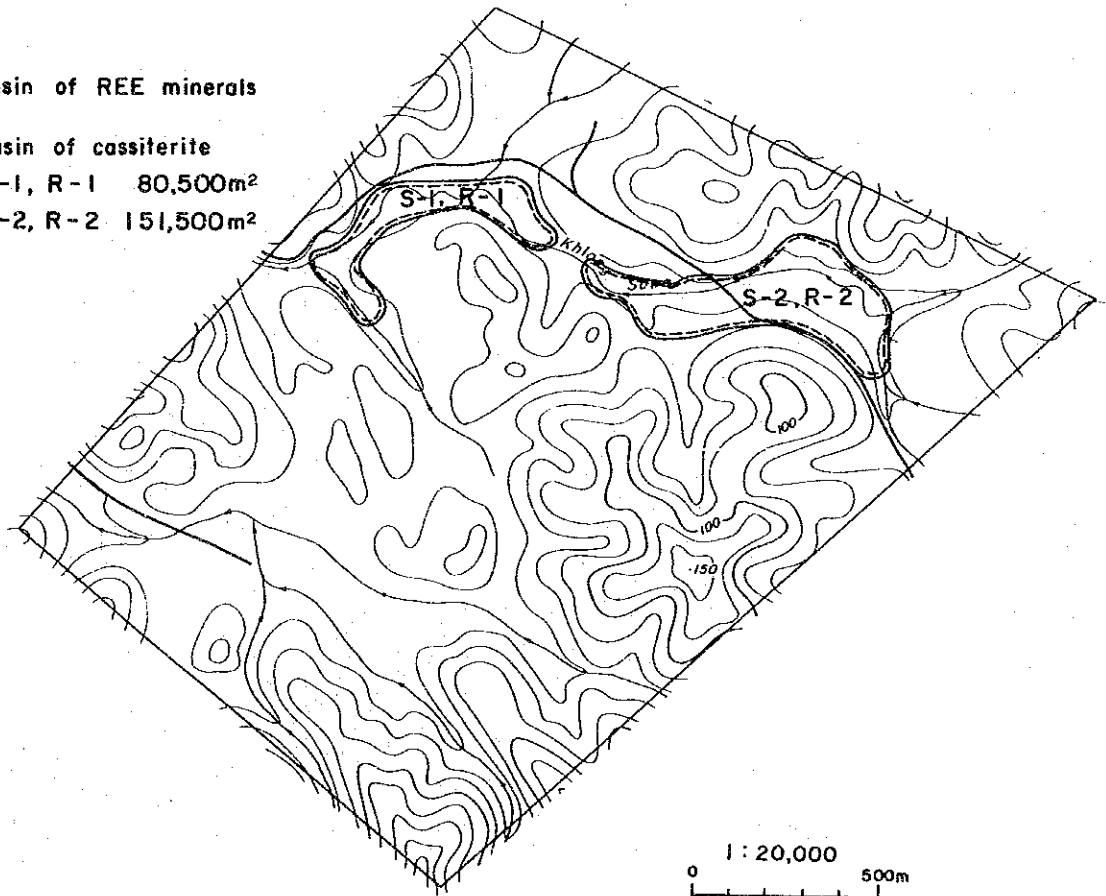 sin of REE minerals
sin of cassiterite
-1, R-1 80,500m²
-2, R-2 151,500m²
S-1, R-1
S-2, R-2
100
100
·150
1 : 20,000
0 500m